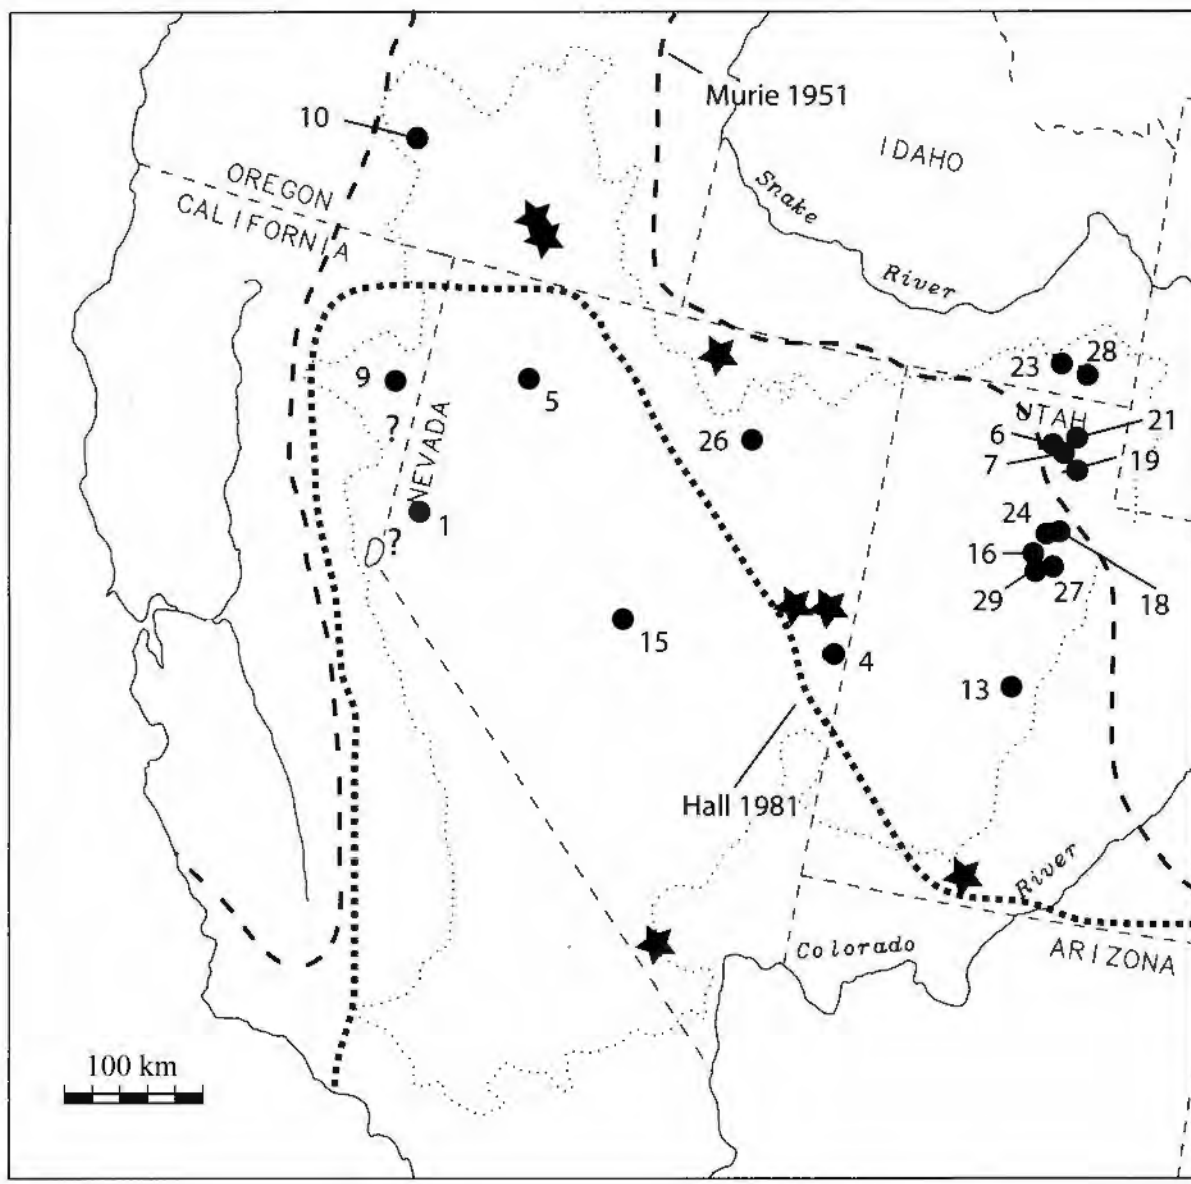 Murie 1951
10
IDAHO
OREGON
CALIFORNIA
Snake
River
9
?
5
NEVADA
26
23
28
UTAH
21
6
7
19
1
?
24
16
29
27
18
15
4
13
Hall 1981
River
Colorado
ARIZONA
100 km